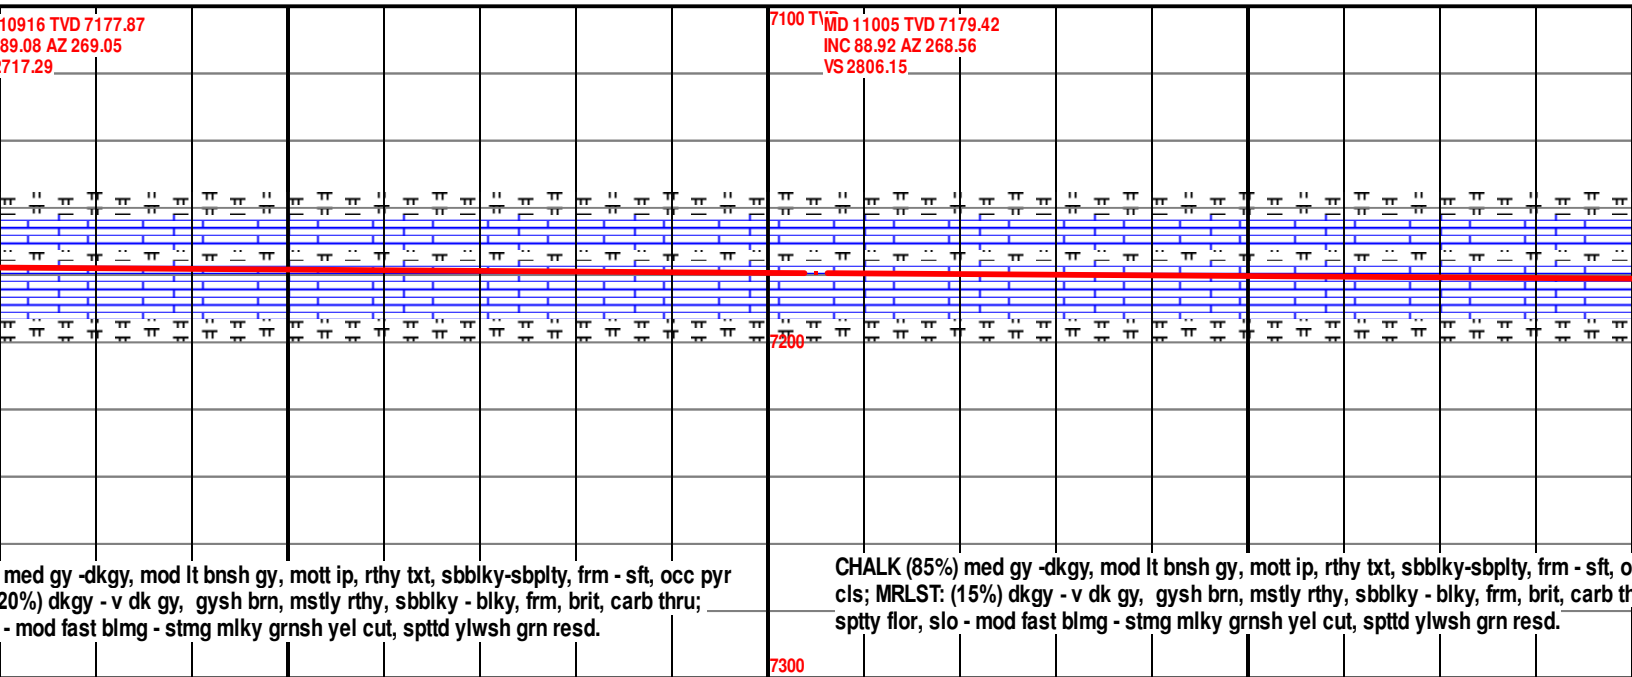 10916 TVD 7177.87
89.08 AZ 269.05
2717.29
7100 TVD
MD 11005 TVD 7179.42
INC 88.92 AZ 268.56
VS 2806.15
7200
med gy -dkgy, mod lt bnsh gy, mott ip, rthy txt, sbblky-sbplty, frm - sft, occ pyr
20%) dkgy - v dk gy, gysh brn, mstly rthy, sbblky - blky, frm, brit, carb thru;
- mod fast blmg - stmg mlky grnsh yel cut, spttd ylwsh grn resd.
CHALK (85%) med gy -dkgy, mod lt bnsh gy, mott ip, rthy txt, sbblky-sbplty, frm - sft, o
cls; MRLST: (15%) dkgy - v dk gy, gysh brn, mstly rthy, sbblky - blky, frm, brit, carb th
sptty flor, slo - mod fast blmg - stmg mlky grnsh yel cut, spttd ylwsh grn resd.
7300